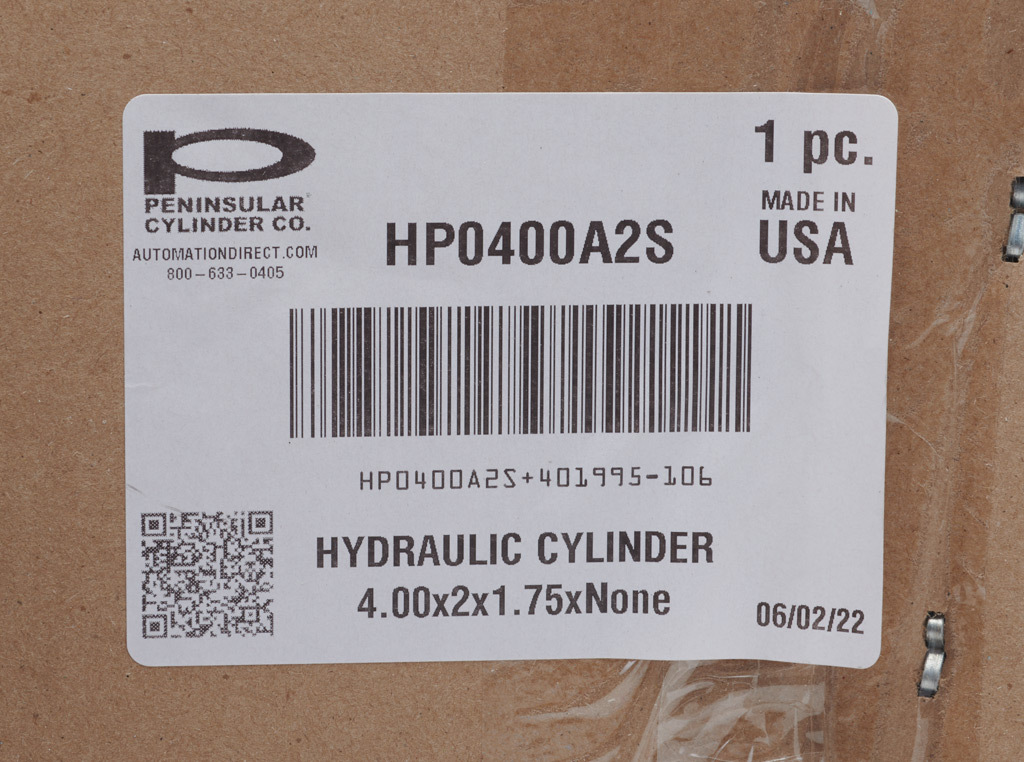 PENINSULAR
CYLINDER CO.
AUTOMATIONDIRECT.COM
800-633-0405
HP0400A2S
1 pc.
MADE IN
USA
HP0400A2S+401995-106
HYDRAULIC CYLINDER
4.00x2x1.75xNone
06/02/22